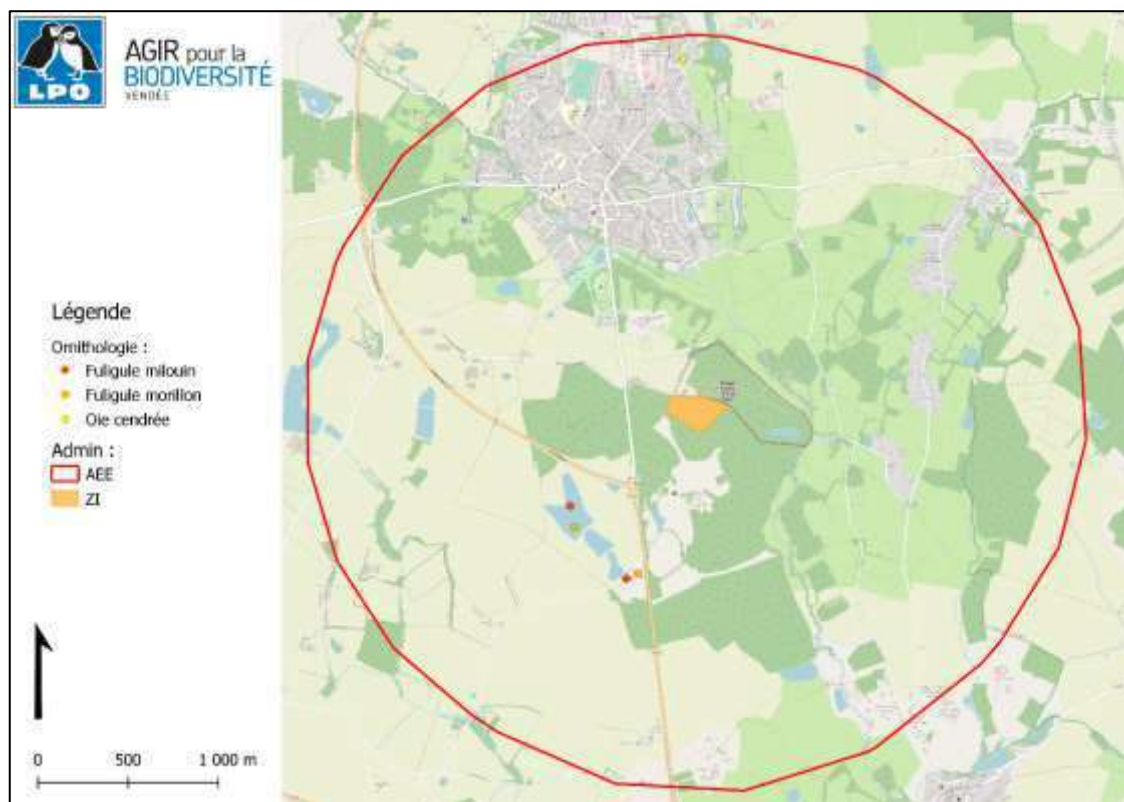 LPO
AGIR pour la
BIODIVERSITÉ
VENDÉE
Légende
Ornithologie :
Fuligule milouin
Fuligule morillon
Oie cendrée
Admin :
AEE
ZI
0 500 1 000 m